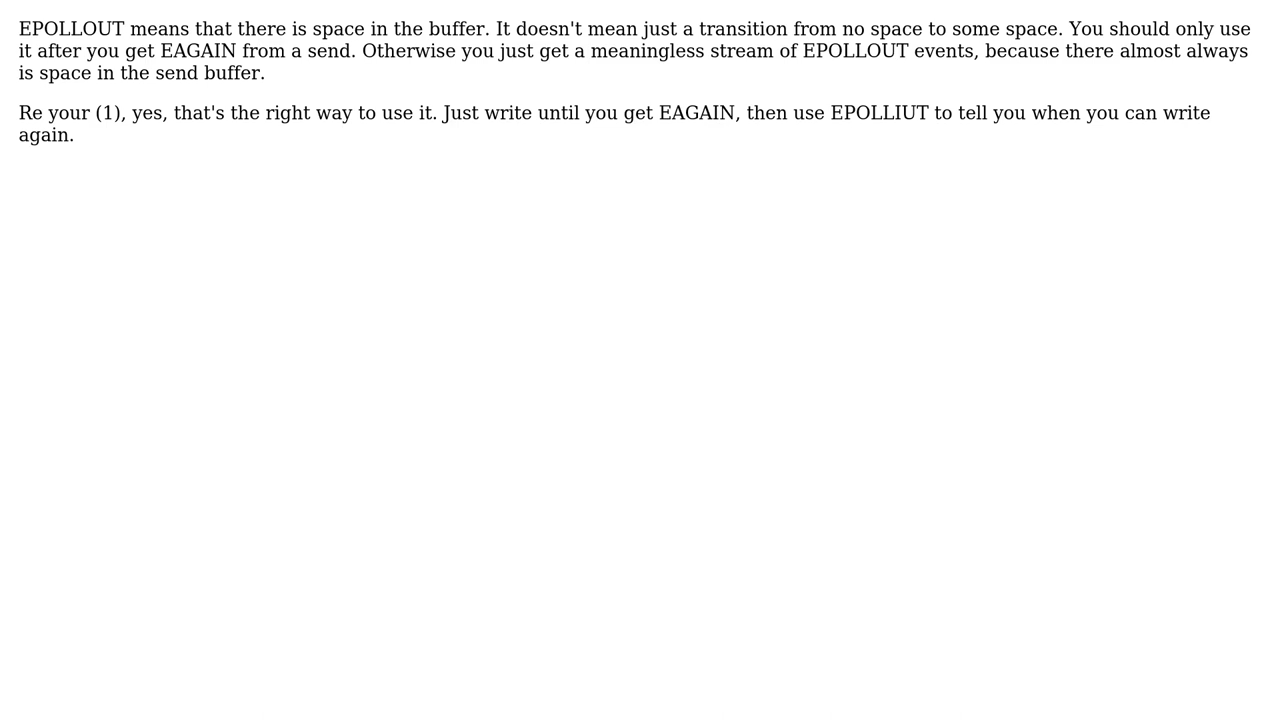 EPOLLOUT means that there is space in the buffer. It doesn't mean just a transition from no space to some space. You should only use
it after you get EAGAIN from a send. Otherwise you just get a meaningless stream of EPOLLOUT events, because there almost always
is space in the send buffer.
Re your (1), yes, that's the right way to use it. Just write until you get EAGAIN, then use EPOLLIUT to tell you when you can write
again.